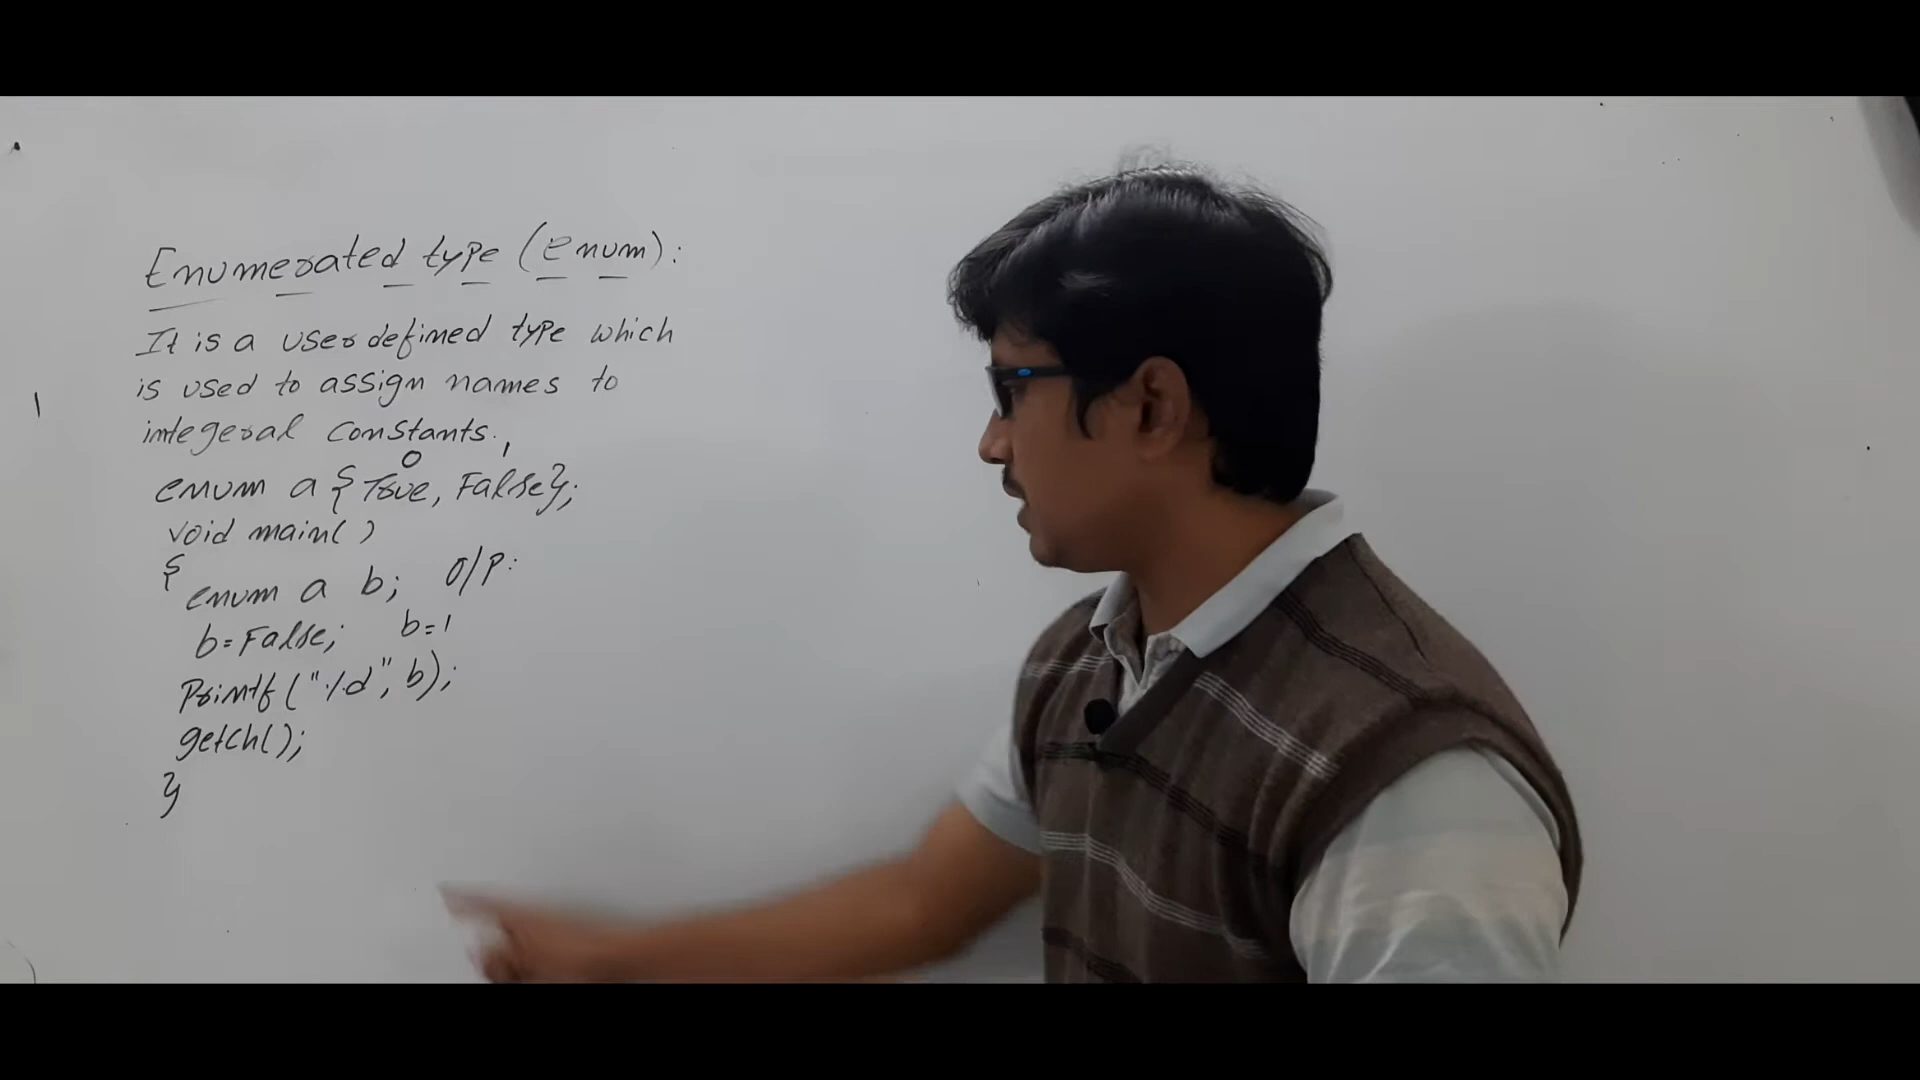 Enumerated type (enum):
It is a user defined type which
is used to assign names to
integeral constants.
0 1
enum a {True, False};
void main()
{
enum a b; O/P:
b=False; b=1
Printf("%d", b);
getch();
}